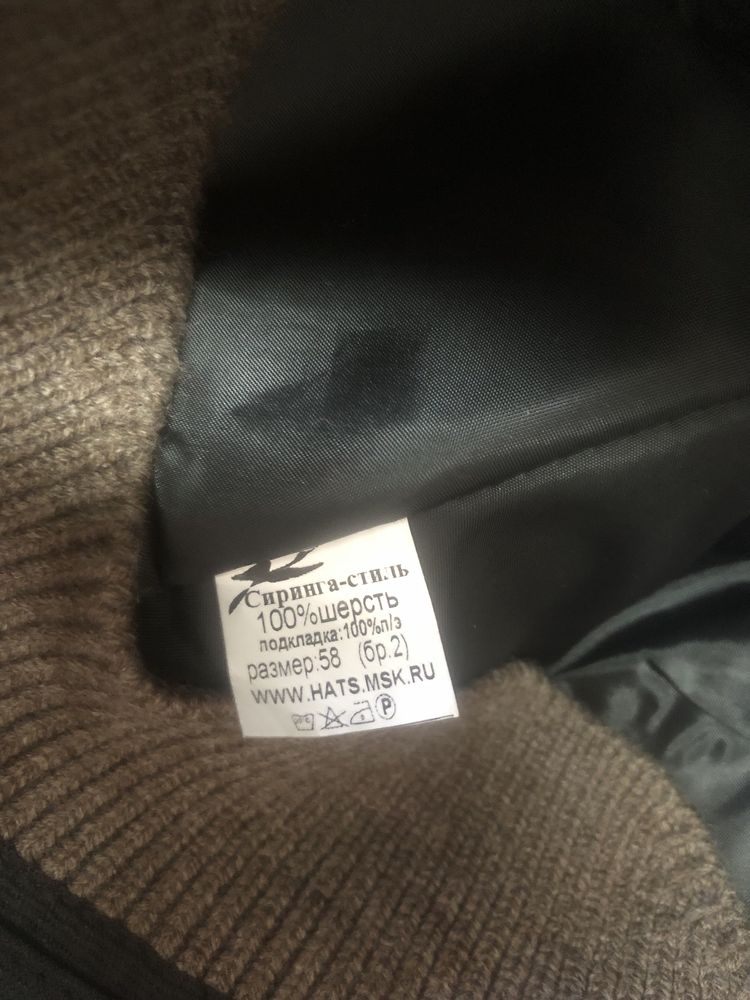 Сиринга-стиль
100%шерсть
подкладка:100%п/э
размер:58 (бр.2)
WWW.HATS.MSK.RU
P